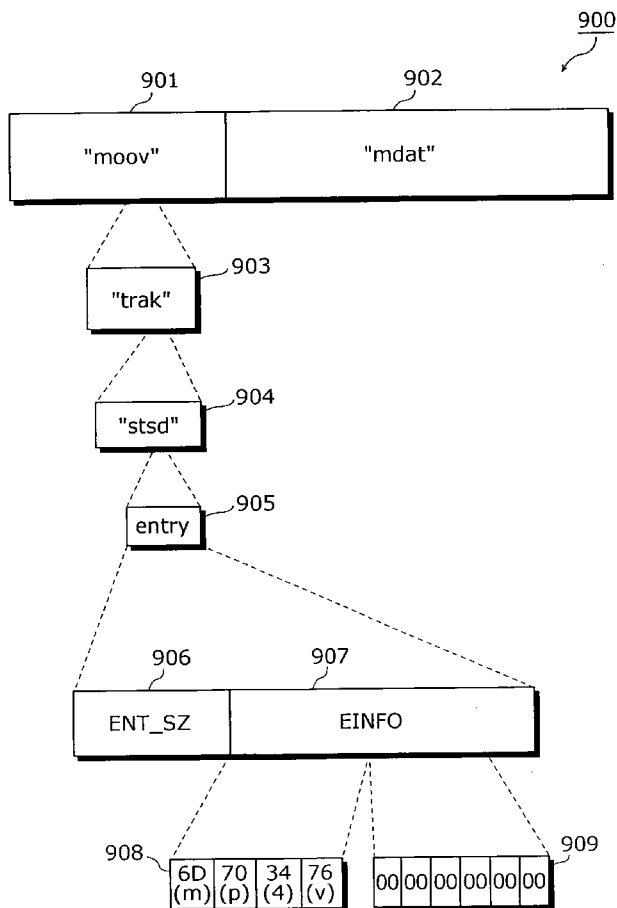 900
901 902
"moov" "mdat"
903
"trak"
904
"stsd"
905
entry
906 907
ENT_SZ EINFO
908 6D 70 34 76 00 00 00 00 00 00 909
(m) (p) (4) (v)